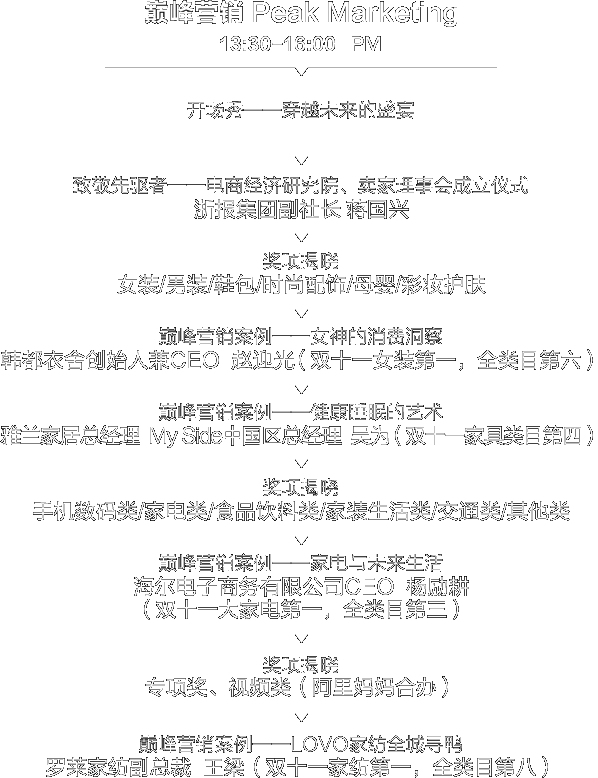 巅峰营销 Peak Marketing
13:30-16:00 PM
开场秀——穿越未来的盛宴
致敬先驱者——电商经济研究院、卖家理事会成立仪式
浙报集团副社长 蒋国兴
奖项揭晓
女装/男装/鞋包/时尚配饰/母婴/彩妆护肤
巅峰营销案例——女神的消费洞察
韩都衣舍创始人兼CEO 赵迎光（双十一女装第一，全类目第六）
巅峰营销案例——健康睡眠的艺术
雅兰家居总经理 My Side中国区总经理 吴为（双十一家具类目第四）
奖项揭晓
手机数码类/家电类/食品饮料类/家装生活类/交通类/其他类
巅峰营销案例——家电与未来生活
海尔电子商务有限公司CEO 杨励耕
（双十一大家电第一，全类目第三）
奖项揭晓
专项奖、视频类（阿里妈妈合办）
巅峰营销案例——LOVO家纺全城寻鸭
罗莱家纺副总裁 王梁（双十一家纺第一，全类目第八）